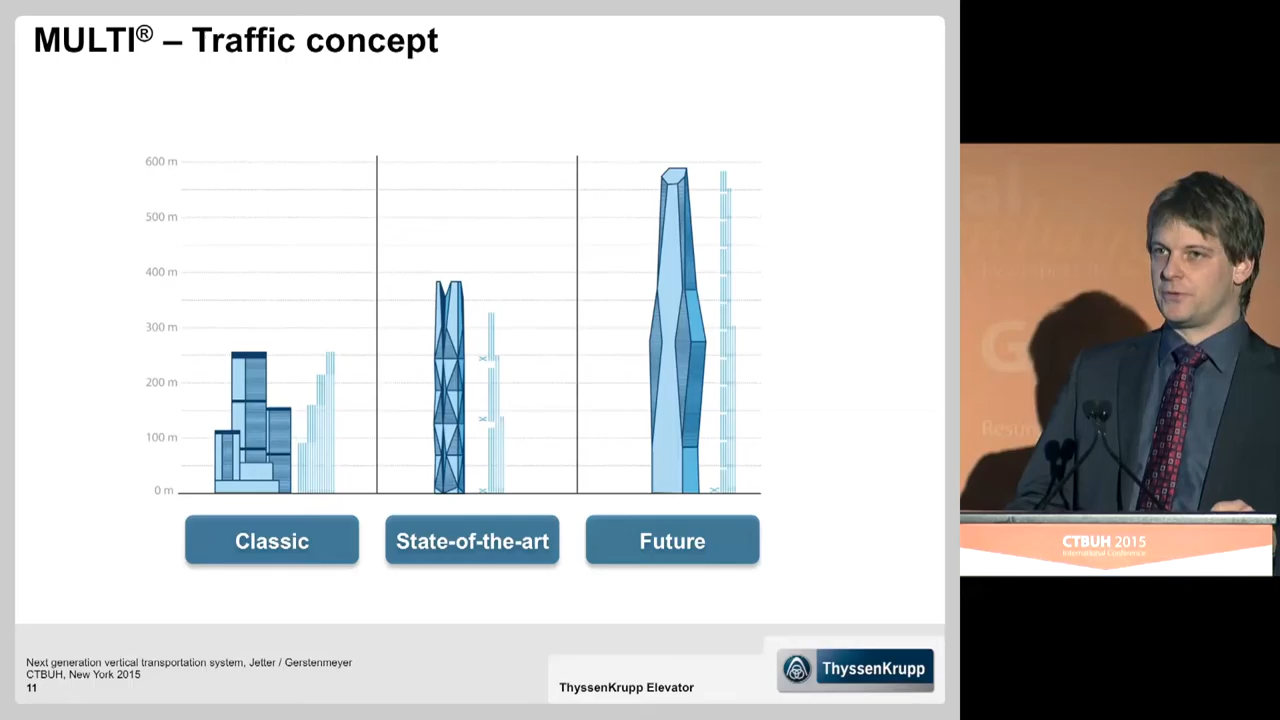 MULTI® – Traffic concept
600 m
500 m
400 m
300 m
200 m
100 m
0 m
Classic
State-of-the-art
Future
Next generation vertical transportation system, Jetter / Gerstenmeyer
CTBUH, New York 2015
11
ThyssenKrupp Elevator
ThyssenKrupp
CTBUH 2015
International Conference